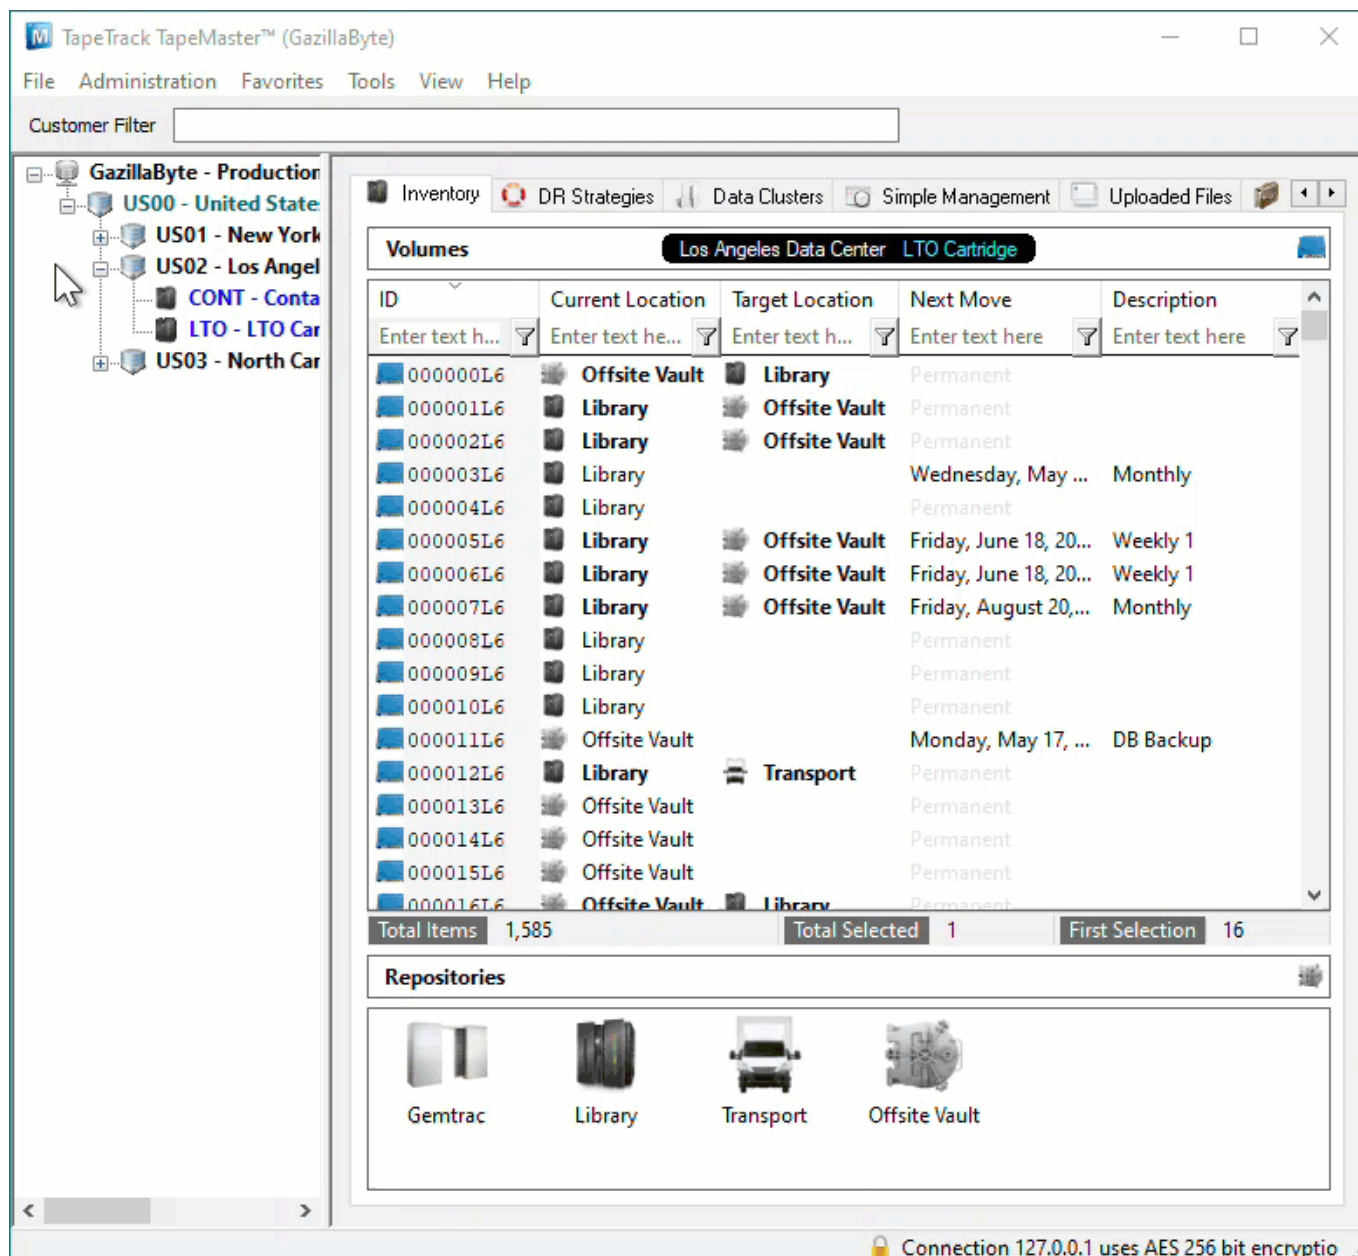 TapeTrack TapeMaster™ (GazillaByte)
File Administration Favorites Tools View Help
Customer Filter
GazillaByte - Production
US00 - United State
US01 - New York
US02 - Los Angel
CONT - Conta
LTO - LTO Car
US03 - North Car
Inventory DR Strategies Data Clusters Simple Management Uploaded Files
Volumes Los Angeles Data Center LTO Cartridge
ID Current Location Target Location Next Move Description
Enter text h... Enter text he... Enter text h... Enter text here Enter text here
000000L6 Offsite Vault Library Permanent
000001L6 Library Offsite Vault Permanent
000002L6 Library Offsite Vault Permanent
000003L6 Library Wednesday, May ... Monthly
000004L6 Library Permanent
000005L6 Library Offsite Vault Friday, June 18, 20... Weekly 1
000006L6 Library Offsite Vault Friday, June 18, 20... Weekly 1
000007L6 Library Offsite Vault Friday, August 20,... Monthly
000008L6 Library Permanent
000009L6 Library Permanent
000010L6 Library Permanent
000011L6 Offsite Vault Monday, May 17, ... DB Backup
000012L6 Library Transport Permanent
000013L6 Offsite Vault Permanent
000014L6 Offsite Vault Permanent
000015L6 Offsite Vault Permanent
000016L6 Offsite Vault Library Permanent
Total Items 1,585 Total Selected 1 First Selection 16
Repositories
Gemtrac Library Transport Offsite Vault
Connection 127.0.0.1 uses AES 256 bit encryptio